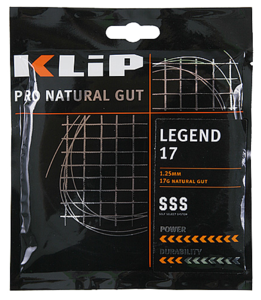 KLiP
PRO NATURAL GUT
LEGEND
17
1.25MM
17G NATURAL GUT
SSS
POWER
DURABILITY